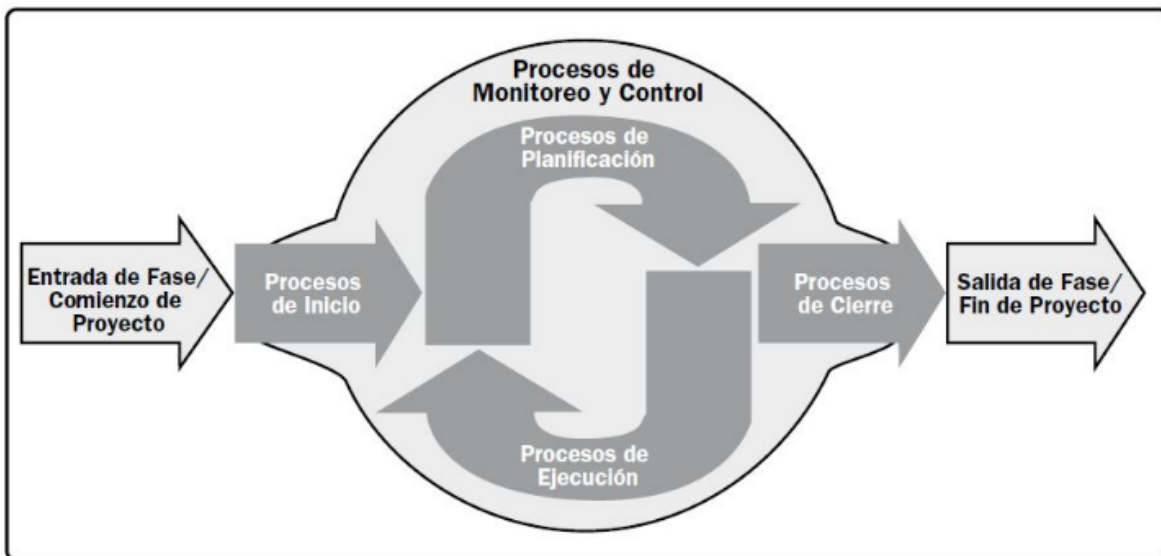 Procesos de
Monitoreo y Control
Procesos de
Planificación
Entrada de Fase/
Comienzo de
Proyecto
Procesos
de Inicio
Procesos
de Cierre
Salida de Fase/
Fin de Proyecto
Procesos de
Ejecución